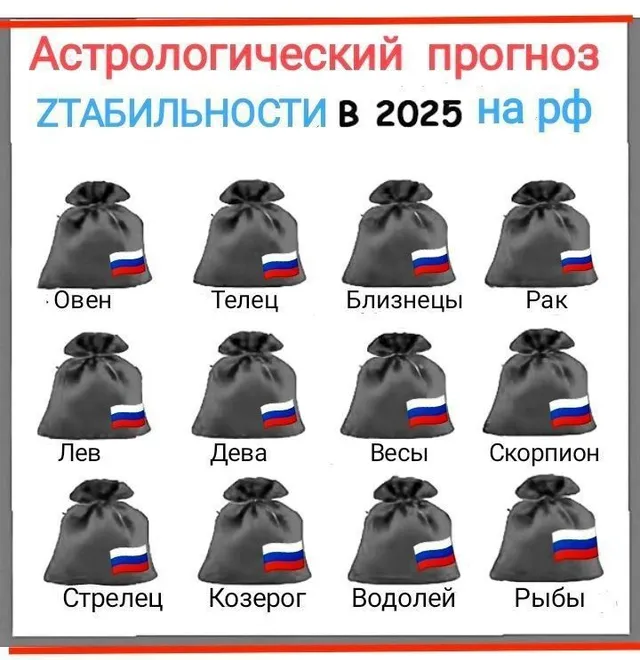 Астрологический прогноз
ZТАБИЛЬНОСТИ В 2025 на рф
Овен Телец Близнецы Рак
Лев Дева Весы Скорпион
Стрелец Козерог Водолей Рыбы